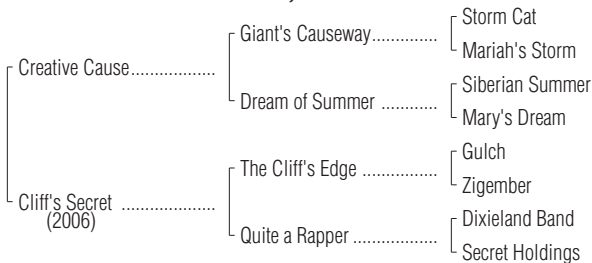 Storm Cat
Giant's Causeway..............
Mariah's Storm
Creative Cause..................
Siberian Summer
Dream of Summer ............
Mary's Dream
Gulch
The Cliff's Edge ................
Zigember
Cliff's Secret ....................
(2006)
Dixieland Band
Quite a Rapper ..................
Secret Holdings